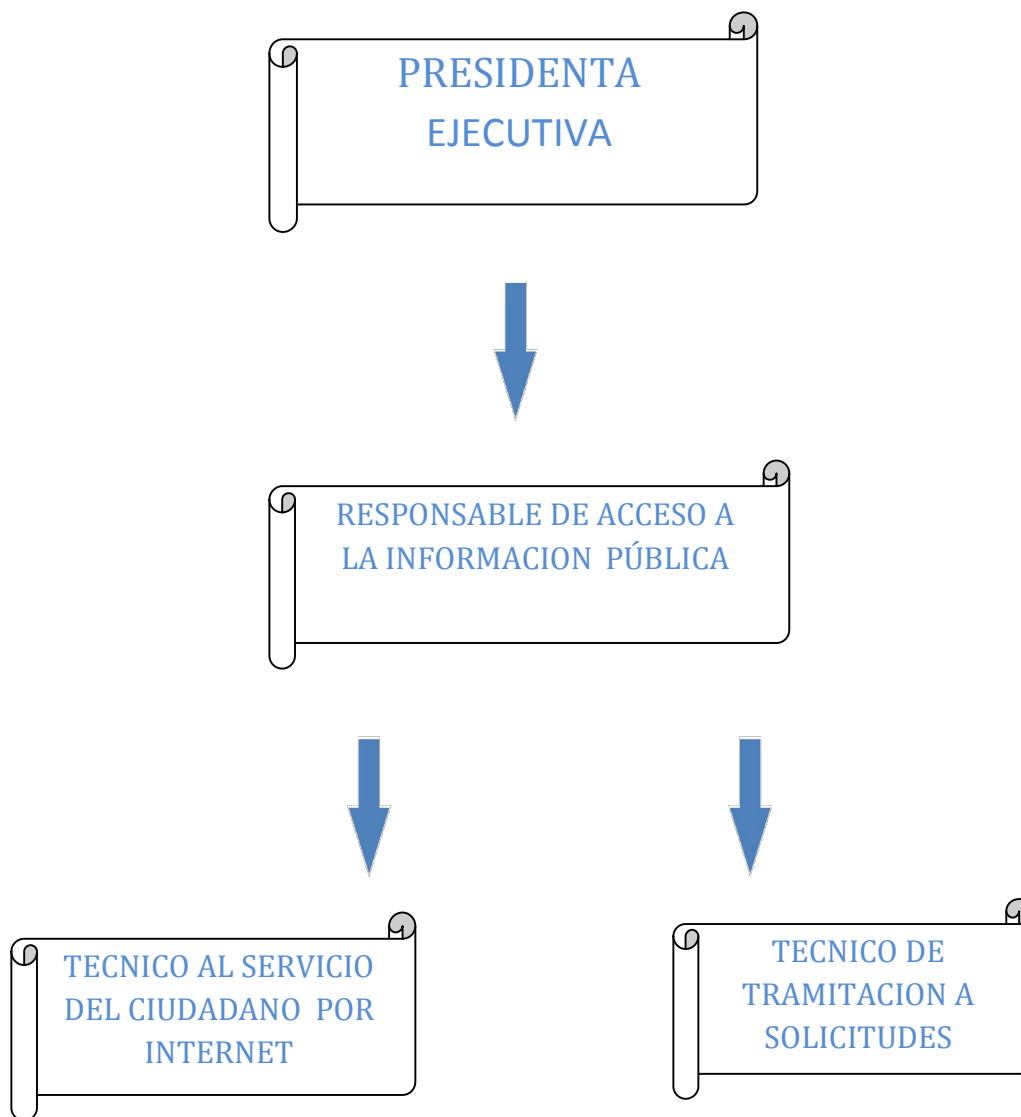 PRESIDENTA
EJECUTIVA
RESPONSABLE DE ACCESO A
LA INFORMACION PÚBLICA
TECNICO AL SERVICIO
DEL CIUDADANO POR
INTERNET
TECNICO DE
TRAMITACION A
SOLICITUDES